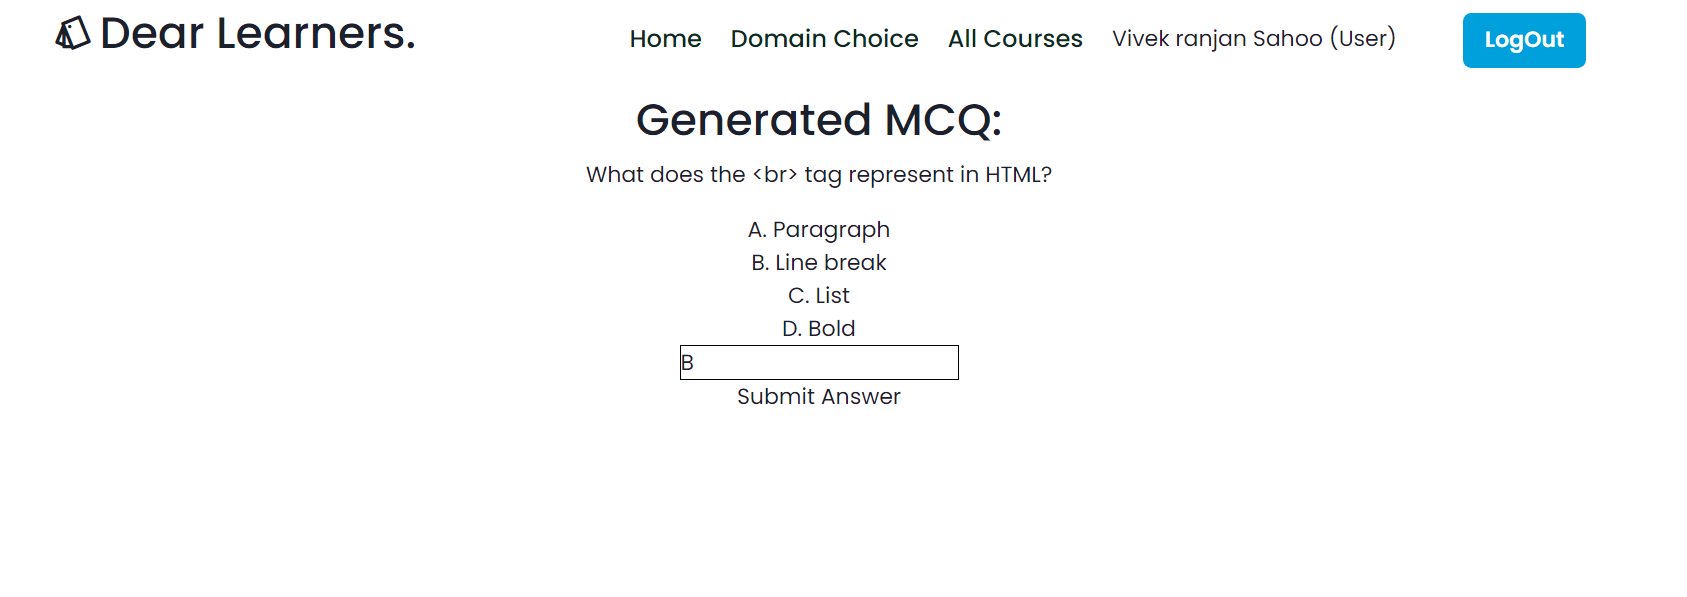 Dear Learners.
Home Domain Choice All Courses Vivek ranjan Sahoo (User) LogOut
Generated MCQ:
What does the <br> tag represent in HTML?
A. Paragraph
B. Line break
C. List
D. Bold
B
Submit Answer